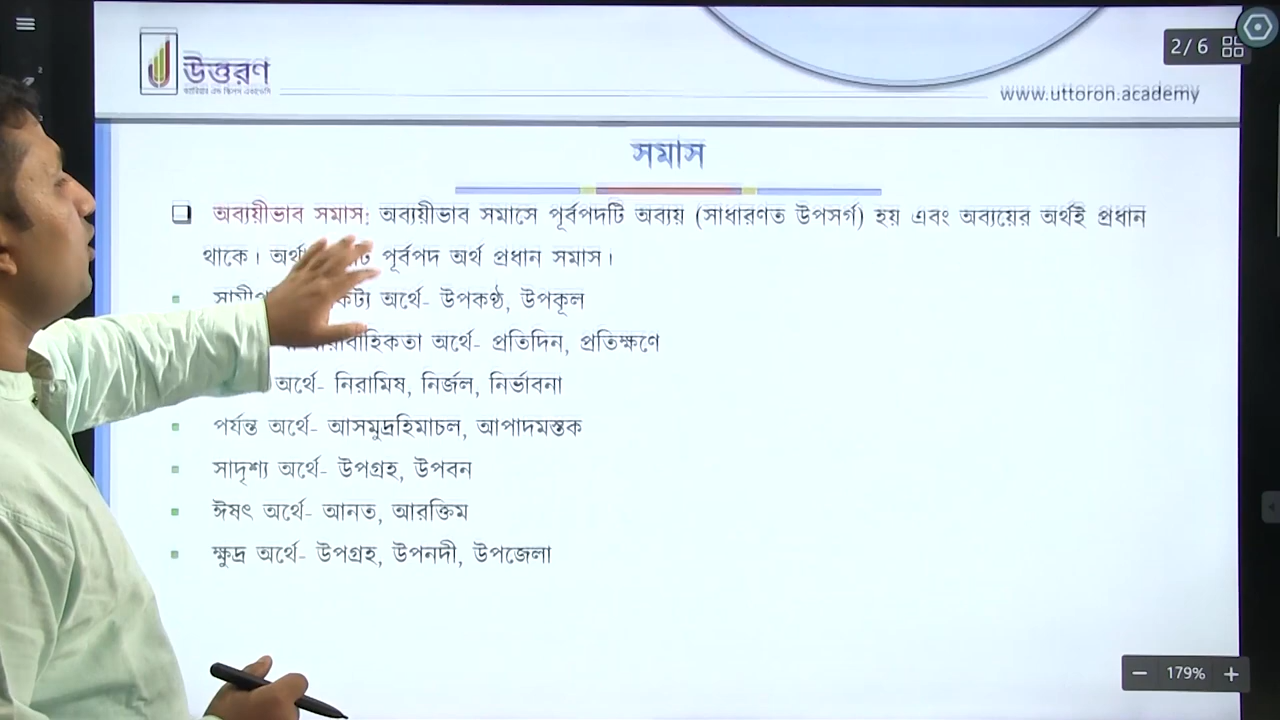 2/6
উত্তরণ
www.uttoron.academy
সমাস
অব্যয়ীভাব সমাস: অব্যয়ীভাব সমাসে পূর্বপদটি অব্যয় (সাধারণত উপসর্গ) হয় এবং অব্যয়ের অর্থই প্রধান
থাকে। পূর্বপদ অর্থ প্রধান সমাস।
অর্থে- উপকণ্ঠ, উপকূল
অর্থে- প্রতিদিন, প্রতিক্ষণে
অর্থে- নিরামিষ, নির্জল, নির্ভাবনা
পর্যন্ত অর্থে- আসমুদ্রহিমাচল, আপাদমস্তক
সাদৃশ্য অর্থে- উপগ্রহ, উপবন
ঈষৎ অর্থে- আনত, আরক্তিম
ক্ষুদ্র অর্থে- উপগ্রহ, উপনদী, উপজেলা
179%